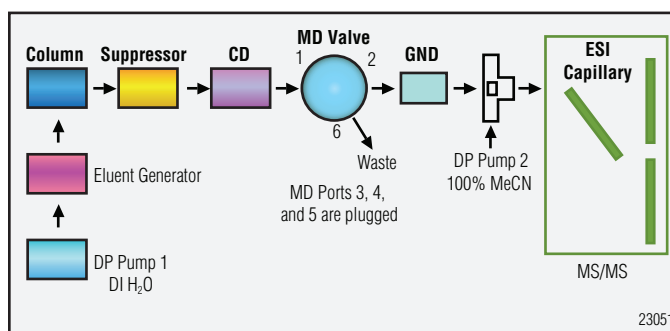 Column
Suppressor
CD
MD Valve
GND
ESI
Capillary
1
2
6
Waste
MD Ports 3, 4,
and 5 are plugged
Eluent Generator
DP Pump 1
DI H₂O
DP Pump 2
100% MeCN
MS/MS
23051